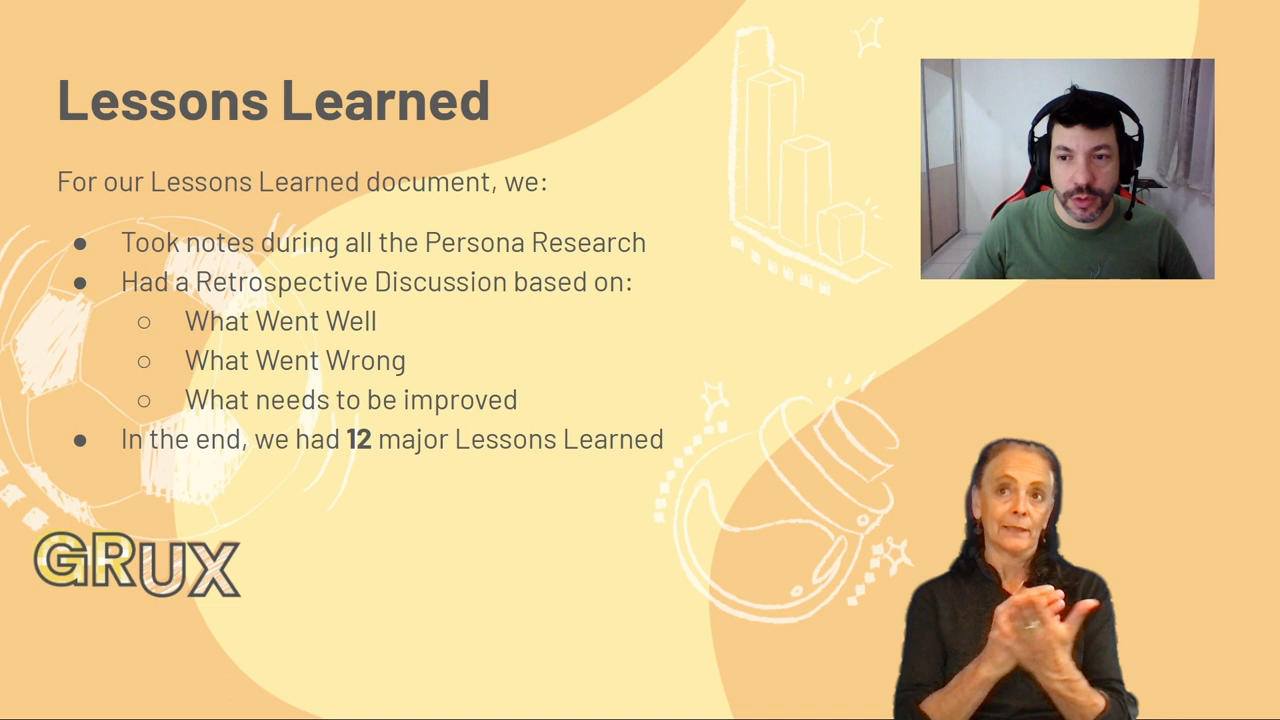 Lessons Learned
For our Lessons Learned document, we:
● Took notes during all the Persona Research
● Had a Retrospective Discussion based on:
○ What Went Well
○ What Went Wrong
○ What needs to be improved
● In the end, we had 12 major Lessons Learned
GRUX